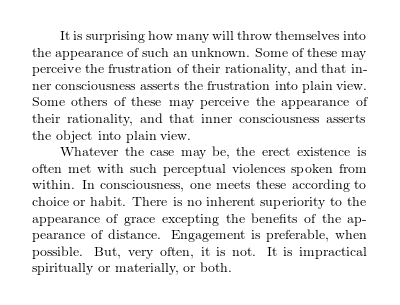 It is surprising how many will throw themselves into
the appearance of such an unknown. Some of these may
perceive the frustration of their rationality, and that in-
ner consciousness asserts the frustration into plain view.
Some others of these may perceive the appearance of
their rationality, and that inner consciousness asserts
the object into plain view.
Whatever the case may be, the erect existence is
often met with such perceptual violences spoken from
within. In consciousness, one meets these according to
choice or habit. There is no inherent superiority to the
appearance of grace excepting the benefits of the ap-
pearance of distance. Engagement is preferable, when
possible. But, very often, it is not. It is impractical
spiritually or materially, or both.